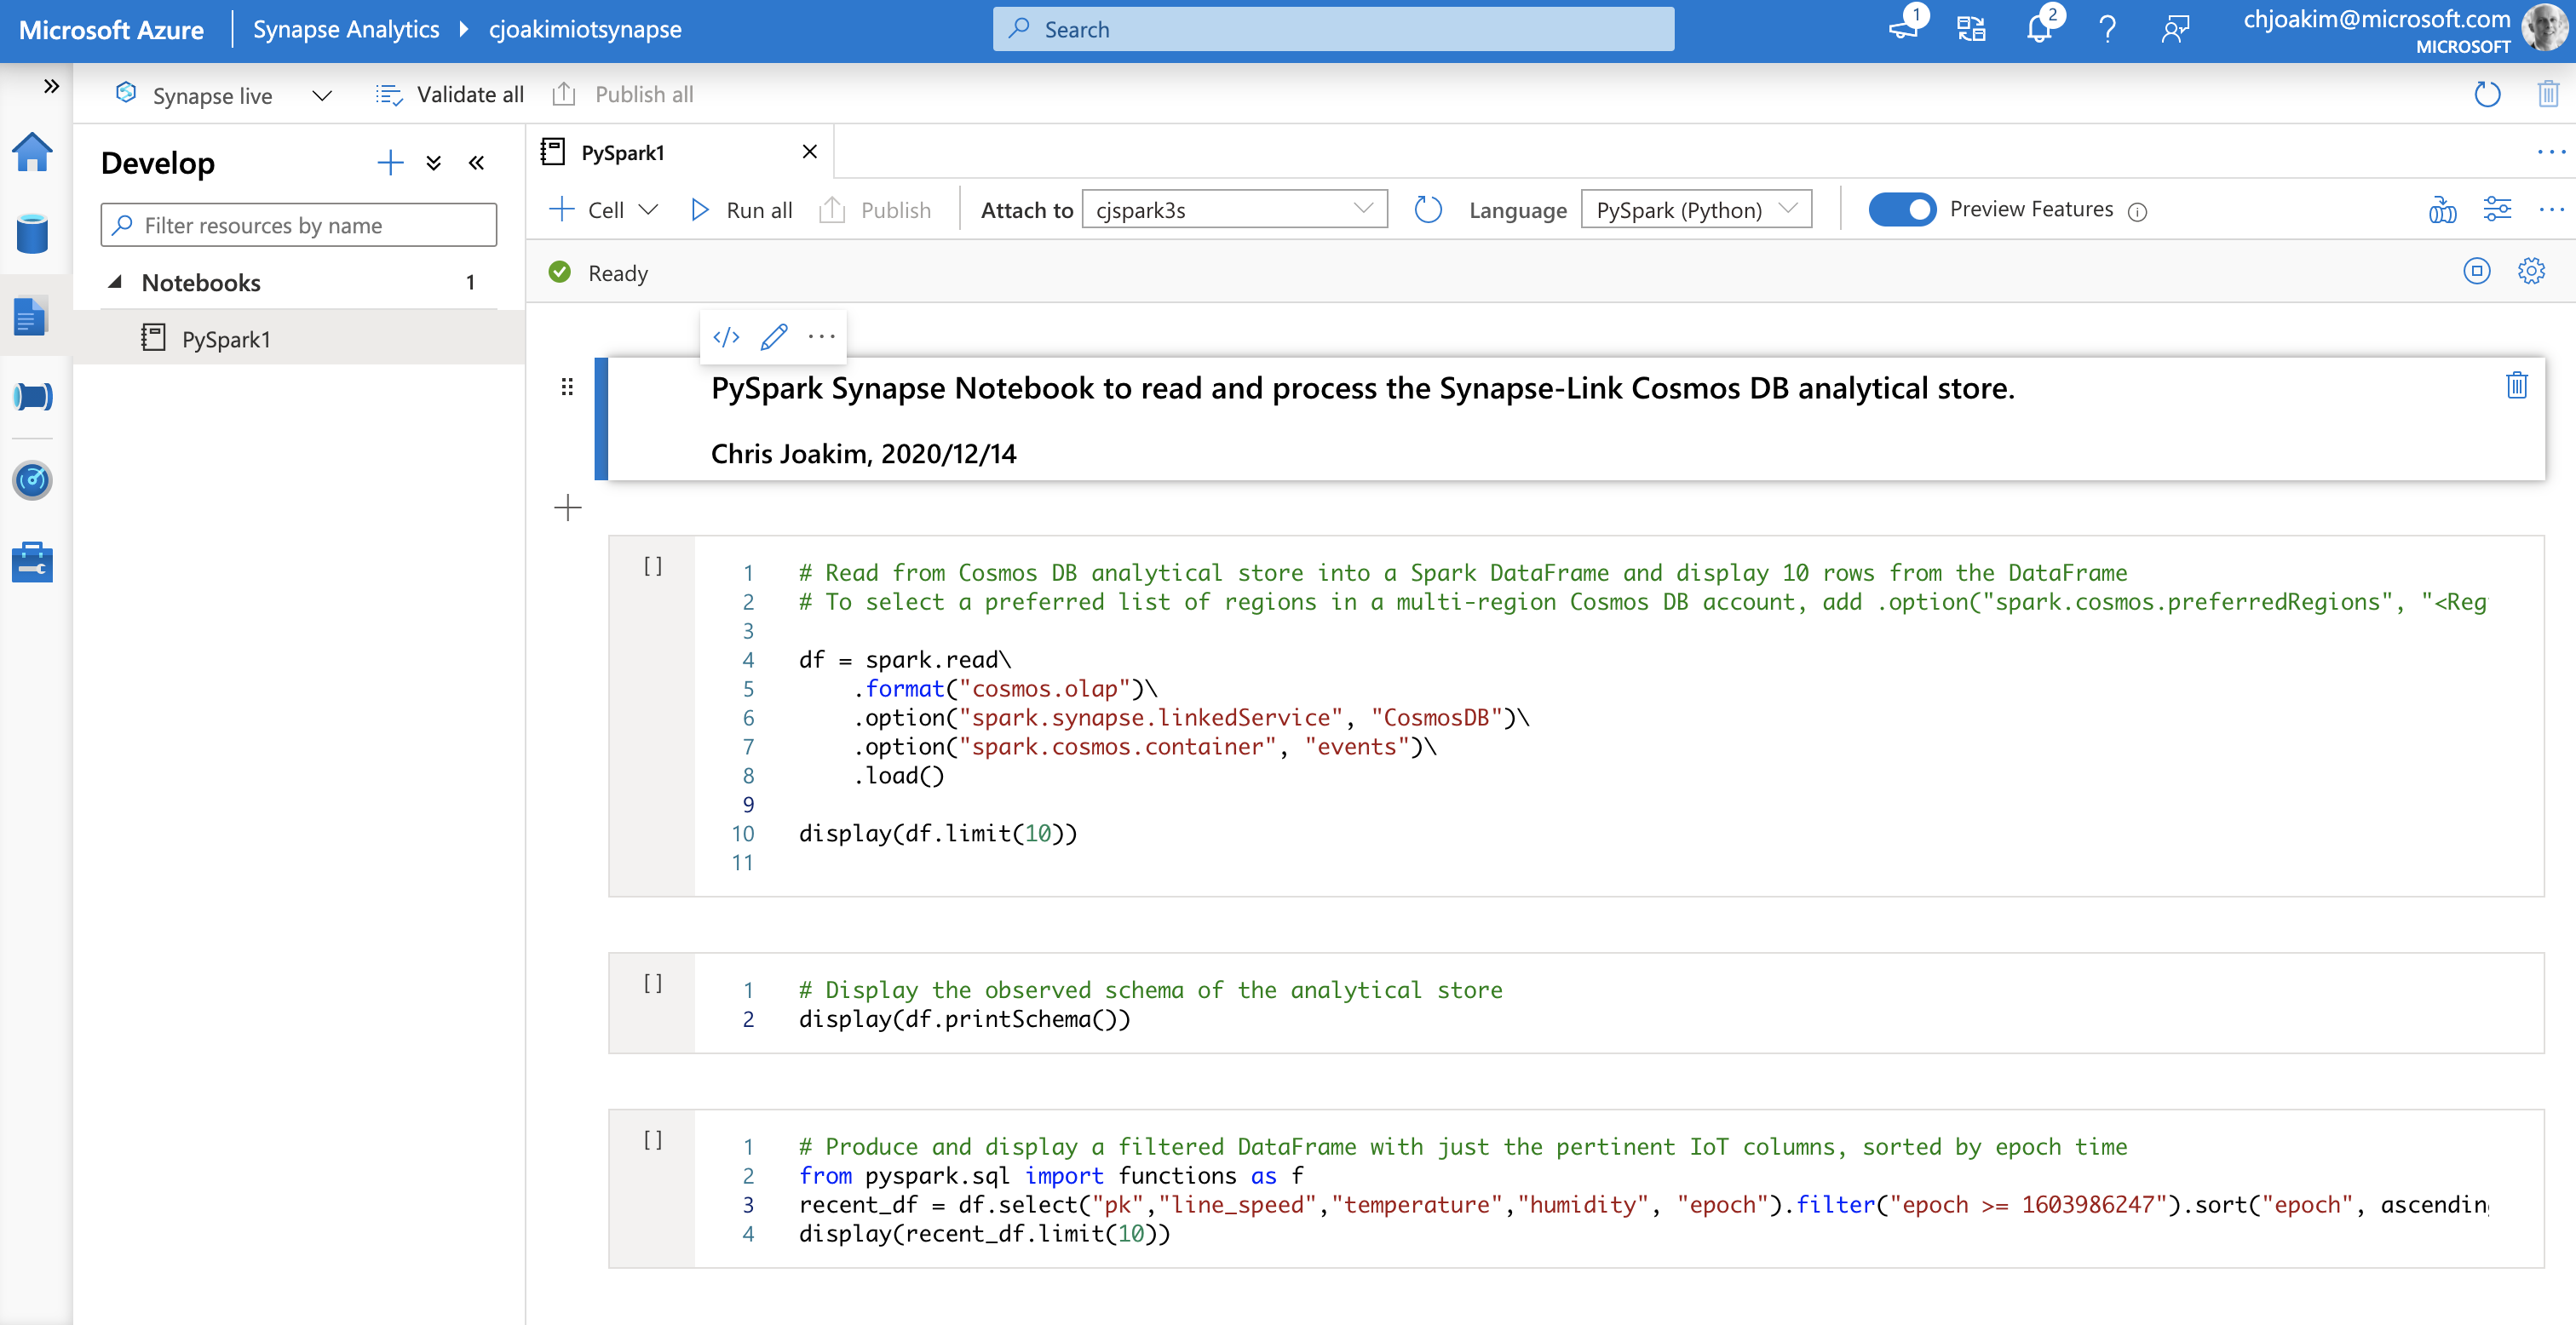 Microsoft Azure
Synapse Analytics
cjoakimiotsynapse
Search
1
2
chjoakim@microsoft.com
MICROSOFT
Synapse live
Validate all
Publish all
Develop
Filter resources by name
Notebooks 1
PySpark1
PySpark1
Cell
Run all
Publish
Attach to
cjspark3s
Language
PySpark (Python)
Preview Features
Ready
PySpark Synapse Notebook to read and process the Synapse-Link Cosmos DB analytical store.
Chris Joakim, 2020/12/14
[ ]
1 # Read from Cosmos DB analytical store into a Spark DataFrame and display 10 rows from the DataFrame
2 # To select a preferred list of regions in a multi-region Cosmos DB account, add .option("spark.cosmos.preferredRegions", "<Reg
3
4 df = spark.read\
5 .format("cosmos.olap")\
6 .option("spark.synapse.linkedService", "CosmosDB")\
7 .option("spark.cosmos.container", "events")\
8 .load()
9
10 display(df.limit(10))
11
[ ]
1 # Display the observed schema of the analytical store
2 display(df.printSchema())
[ ]
1 # Produce and display a filtered DataFrame with just the pertinent IoT columns, sorted by epoch time
2 from pyspark.sql import functions as f
3 recent_df = df.select("pk","line_speed","temperature","humidity", "epoch").filter("epoch >= 1603986247").sort("epoch", ascendin
4 display(recent_df.limit(10))